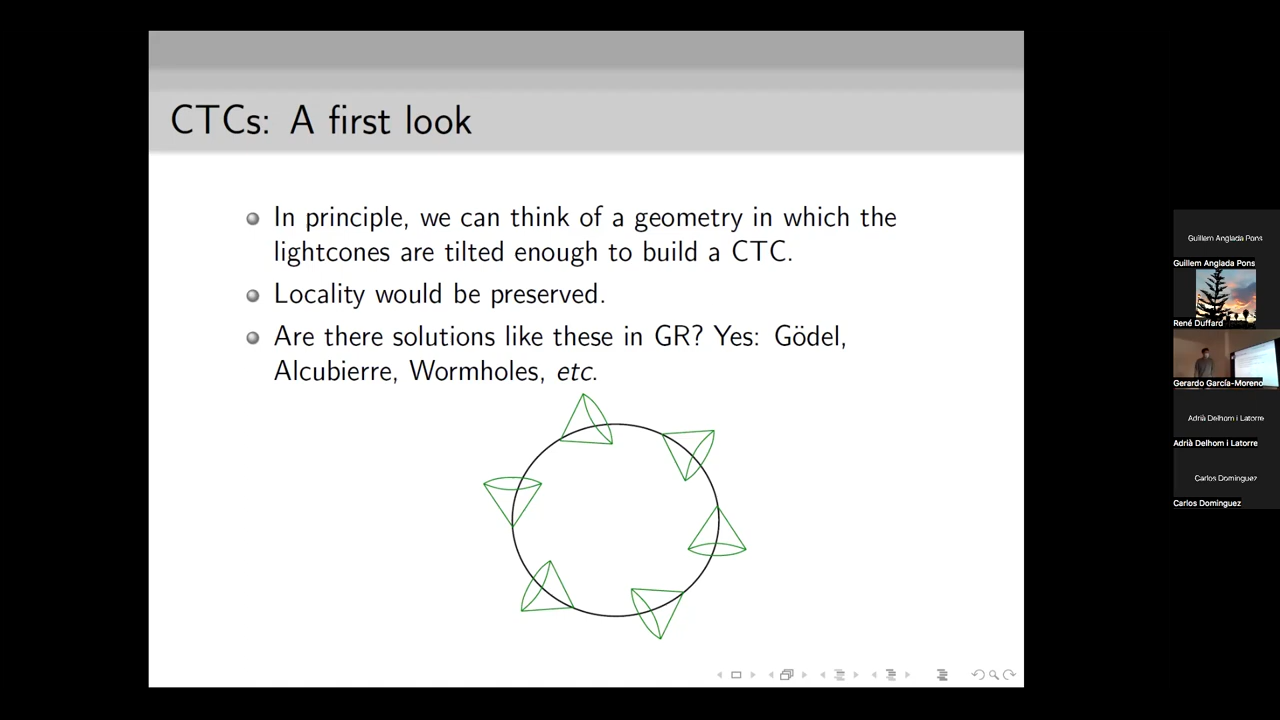 CTCs: A first look
In principle, we can think of a geometry in which the
lightcones are tilted enough to build a CTC.
Locality would be preserved.
Are there solutions like these in GR? Yes: Gödel,
Alcubierre, Wormholes, etc.
Guillem Anglada Pons
Guillem Anglada Pons
René Duffard
Gerardo García-Moreno
Adrià Delhom i Latorre
Adrià Delhom i Latorre
Carlos Dominguez
Carlos Dominguez